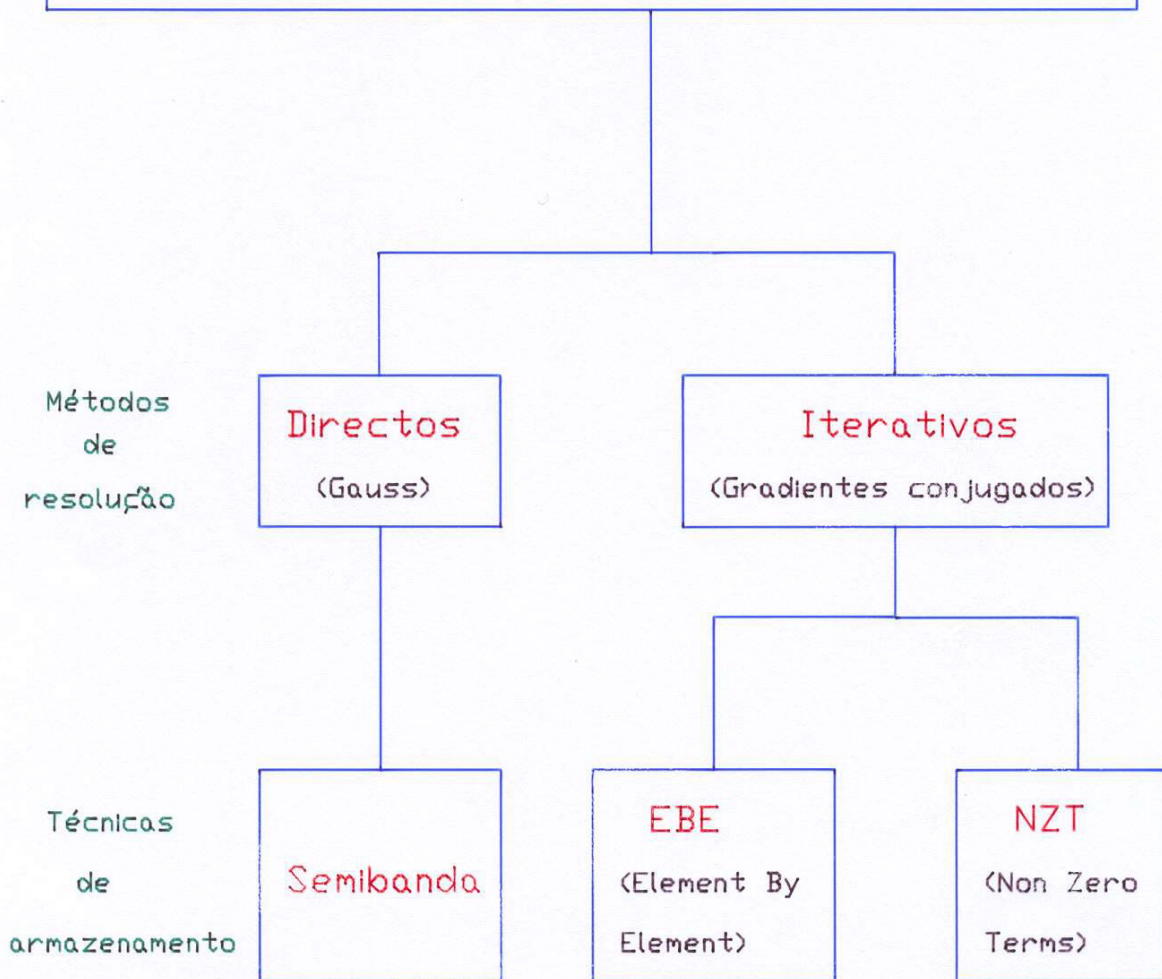 Métodos
de
resolução
Directos
(Gauss)
Iterativos
(Gradientes conjugados)
Técnicas
de
armazenamento
Semibanda
EBE
(Element By
Element)
NZT
(Non Zero
Terms)